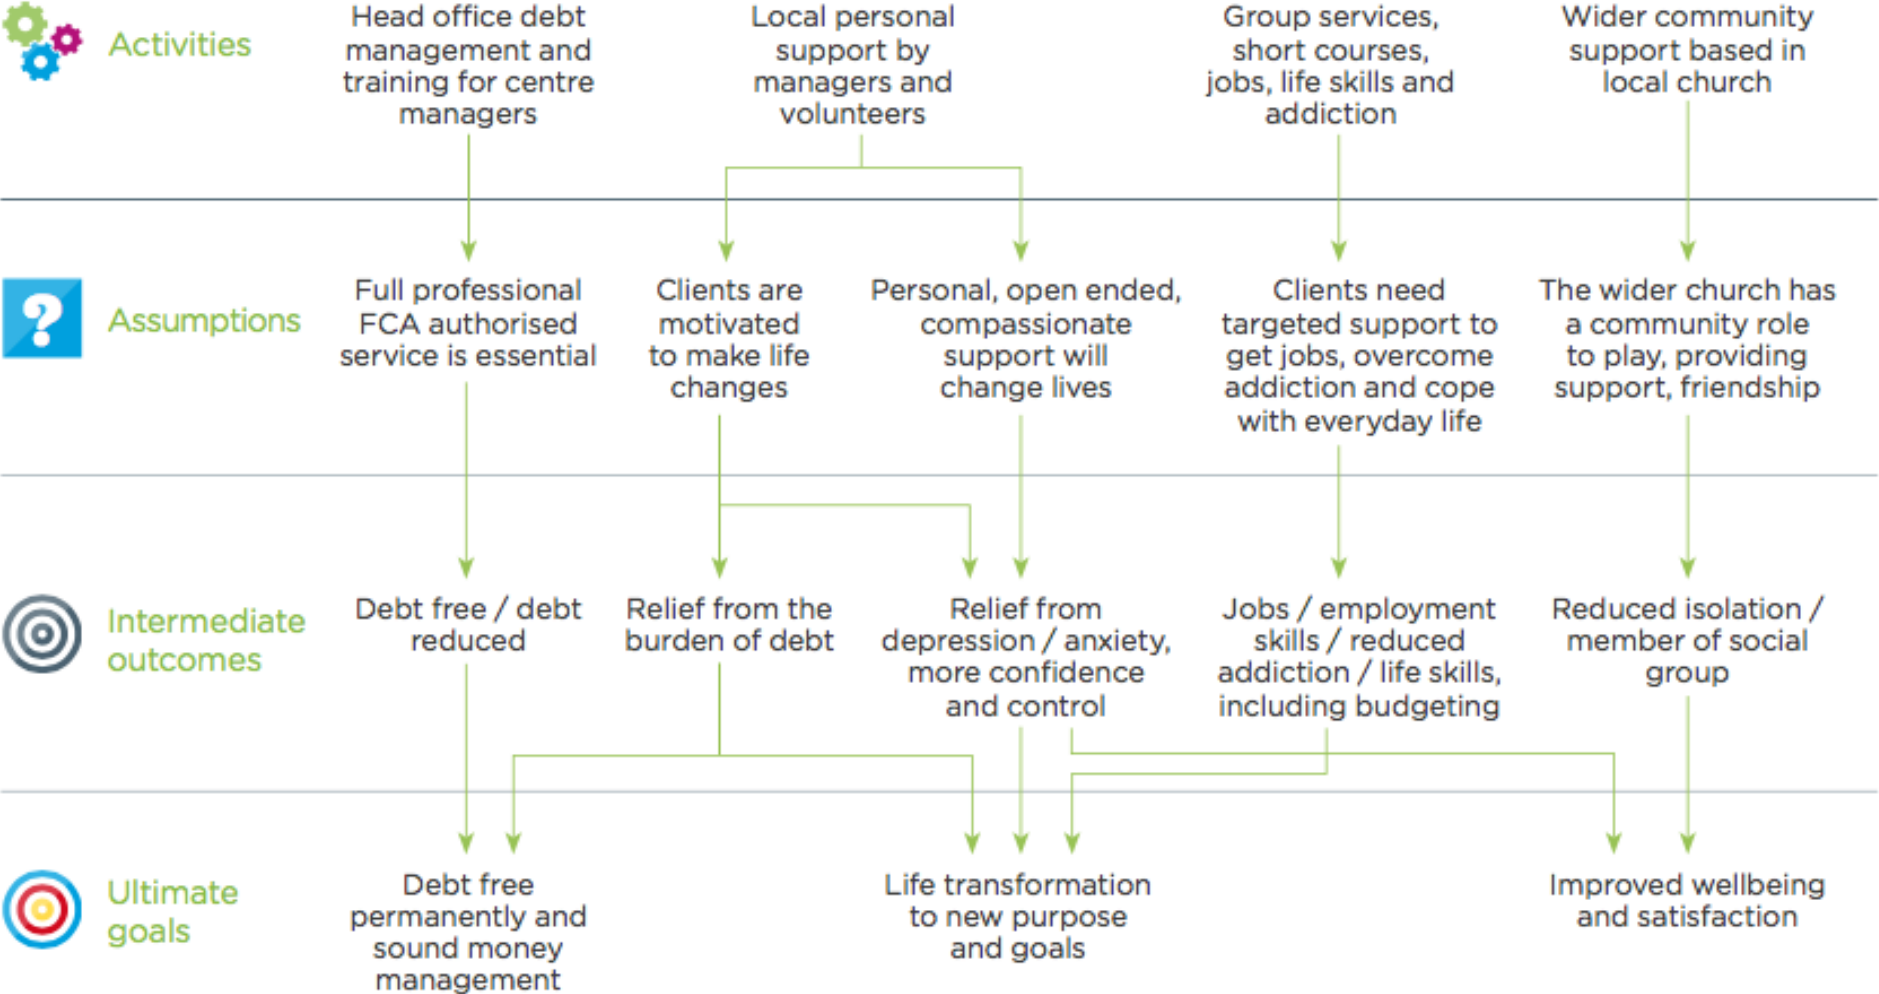 Activities
Head office debt
management and
training for centre
managers
Local personal
support by
managers and
volunteers
Group services,
short courses,
jobs, life skills and
addiction
Wider community
support based in
local church
?
Assumptions
Full professional
FCA authorised
service is essential
Clients are
motivated
to make life
changes
Personal, open ended,
compassionate
support will
change lives
Clients need
targeted support to
get jobs, overcome
addiction and cope
with everyday life
The wider church has
a community role
to play, providing
support, friendship
Intermediate
outcomes
Debt free / debt
reduced
Relief from the
burden of debt
Relief from
depression / anxiety,
more confidence
and control
Jobs / employment
skills / reduced
addiction / life skills,
including budgeting
Reduced isolation /
member of social
group
Ultimate
goals
Debt free
permanently and
sound money
management
Life transformation
to new purpose
and goals
Improved wellbeing
and satisfaction